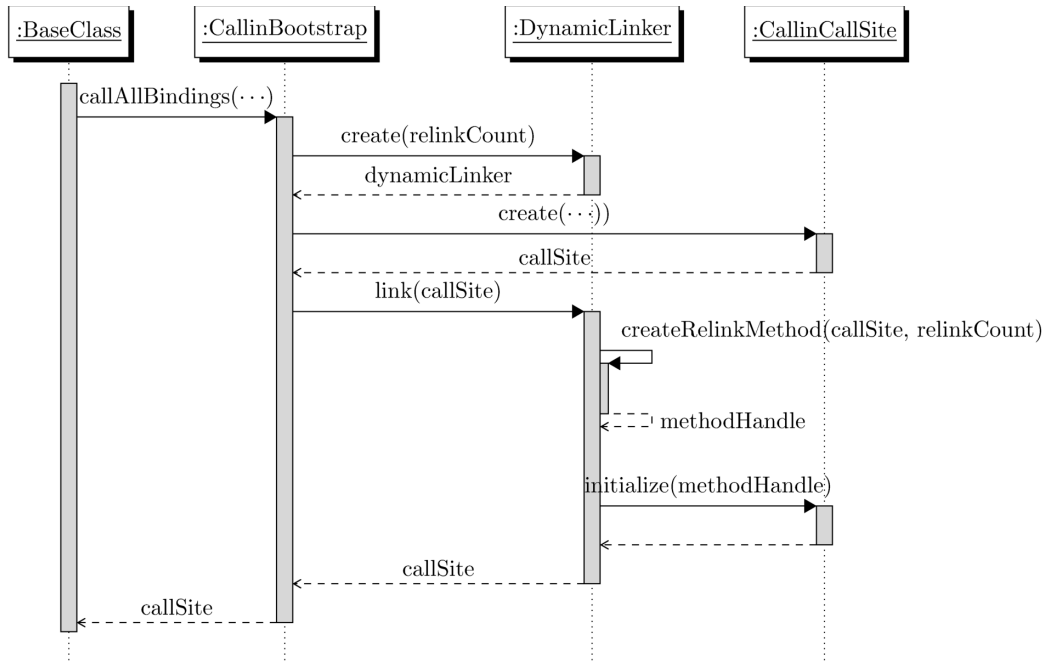 :BaseClass :CallinBootstrap :DynamicLinker :CallinCallSite
callAllBindings(···)
create(relinkCount)
dynamicLinker
create(···))
callSite
link(callSite)
createRelinkMethod(callSite, relinkCount)
methodHandle
initialize(methodHandle)
callSite
callSite